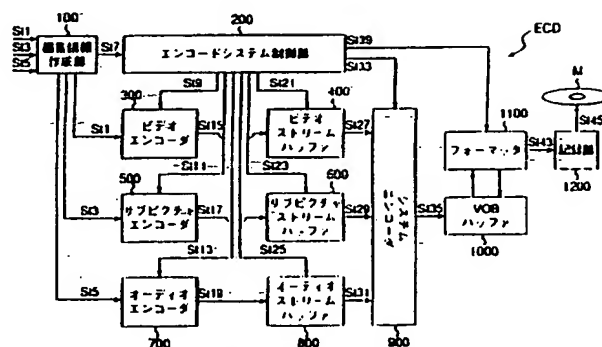 100
200
ECD
St1
St3
St5
編集情報
作成部
St7
エンコードシステム制御部
St39
St33
St9
St21
M
300
400
St45
St1
ビデオ
エンコーダ
St15
ビデオ
ストリーム
バッファ
St27
1100
フォーマッタ
St43
記録部
1200
St11
St23
500
600
St3
サブピクチャ
エンコーダ
St17
サブピクチャ
ストリーム
バッファ
St29
システム
エンコーダ
St35
VOB
バッファ
1000
St13
St25
St5
オーディオ
エンコーダ
St19
オーディオ
ストリーム
バッファ
St31
700
800
900